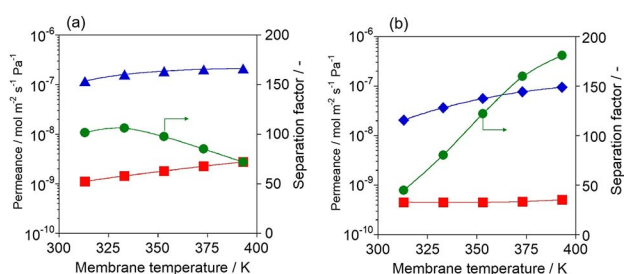 (a)
Permeance / mol m⁻² s⁻¹ Pa⁻¹
10⁻⁶
10⁻⁷
10⁻⁸
10⁻⁹
10⁻¹⁰
200
150
100
50
0
Separation factor / -
300 325 350 375 400
Membrane temperature / K
(b)
Permeance / mol m⁻² s⁻¹ Pa⁻¹
10⁻⁶
10⁻⁷
10⁻⁸
10⁻⁹
10⁻¹⁰
200
150
100
50
0
Separation factor / -
300 325 350 375 400
Membrane temperature / K